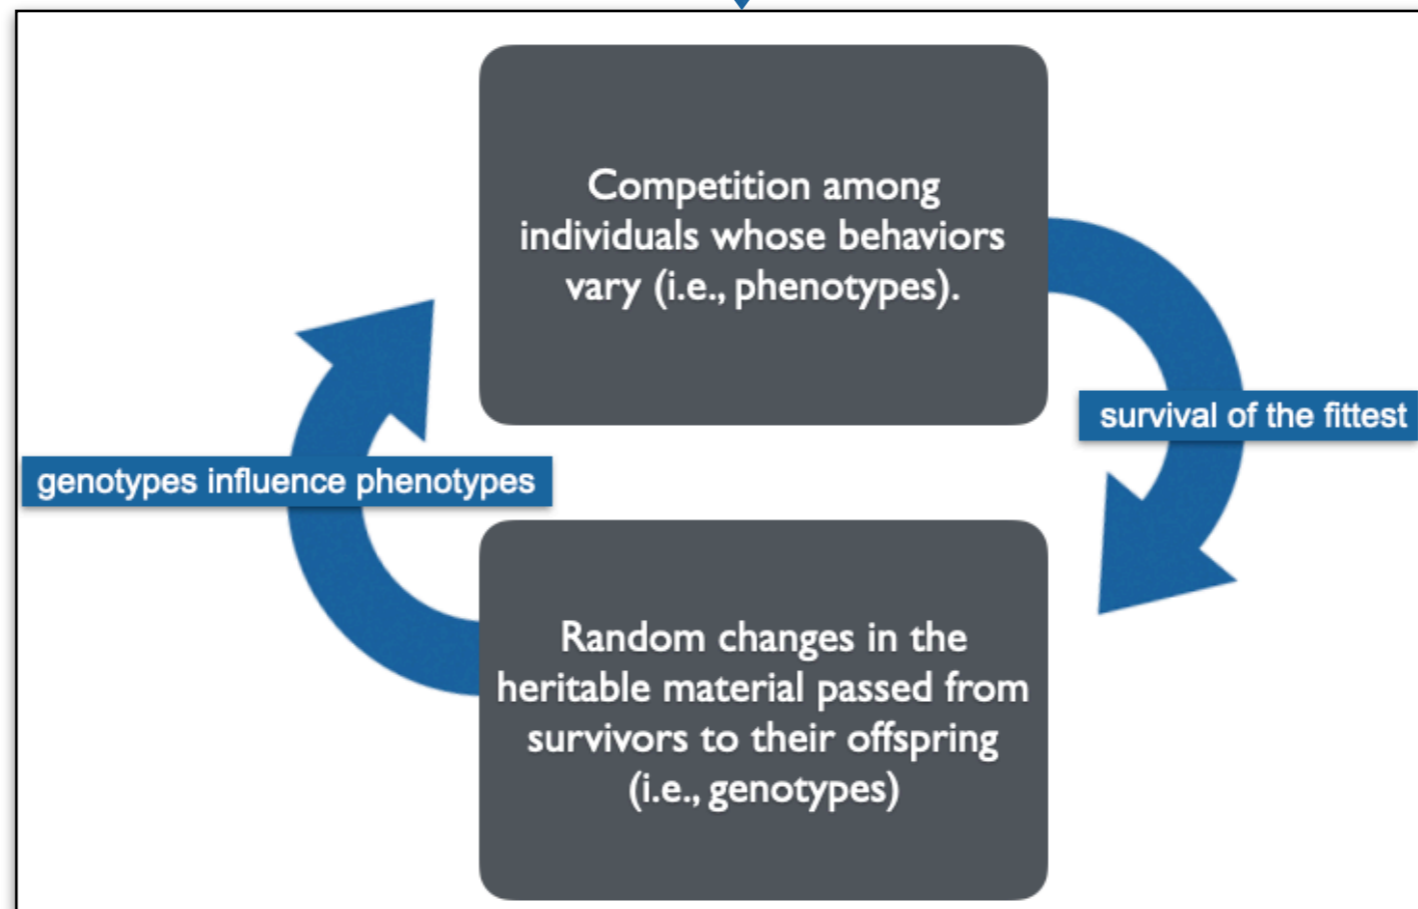 Competition among
individuals whose behaviors
vary (i.e., phenotypes).
survival of the fittest
genotypes influence phenotypes
Random changes in the
heritable material passed from
survivors to their offspring
(i.e., genotypes)